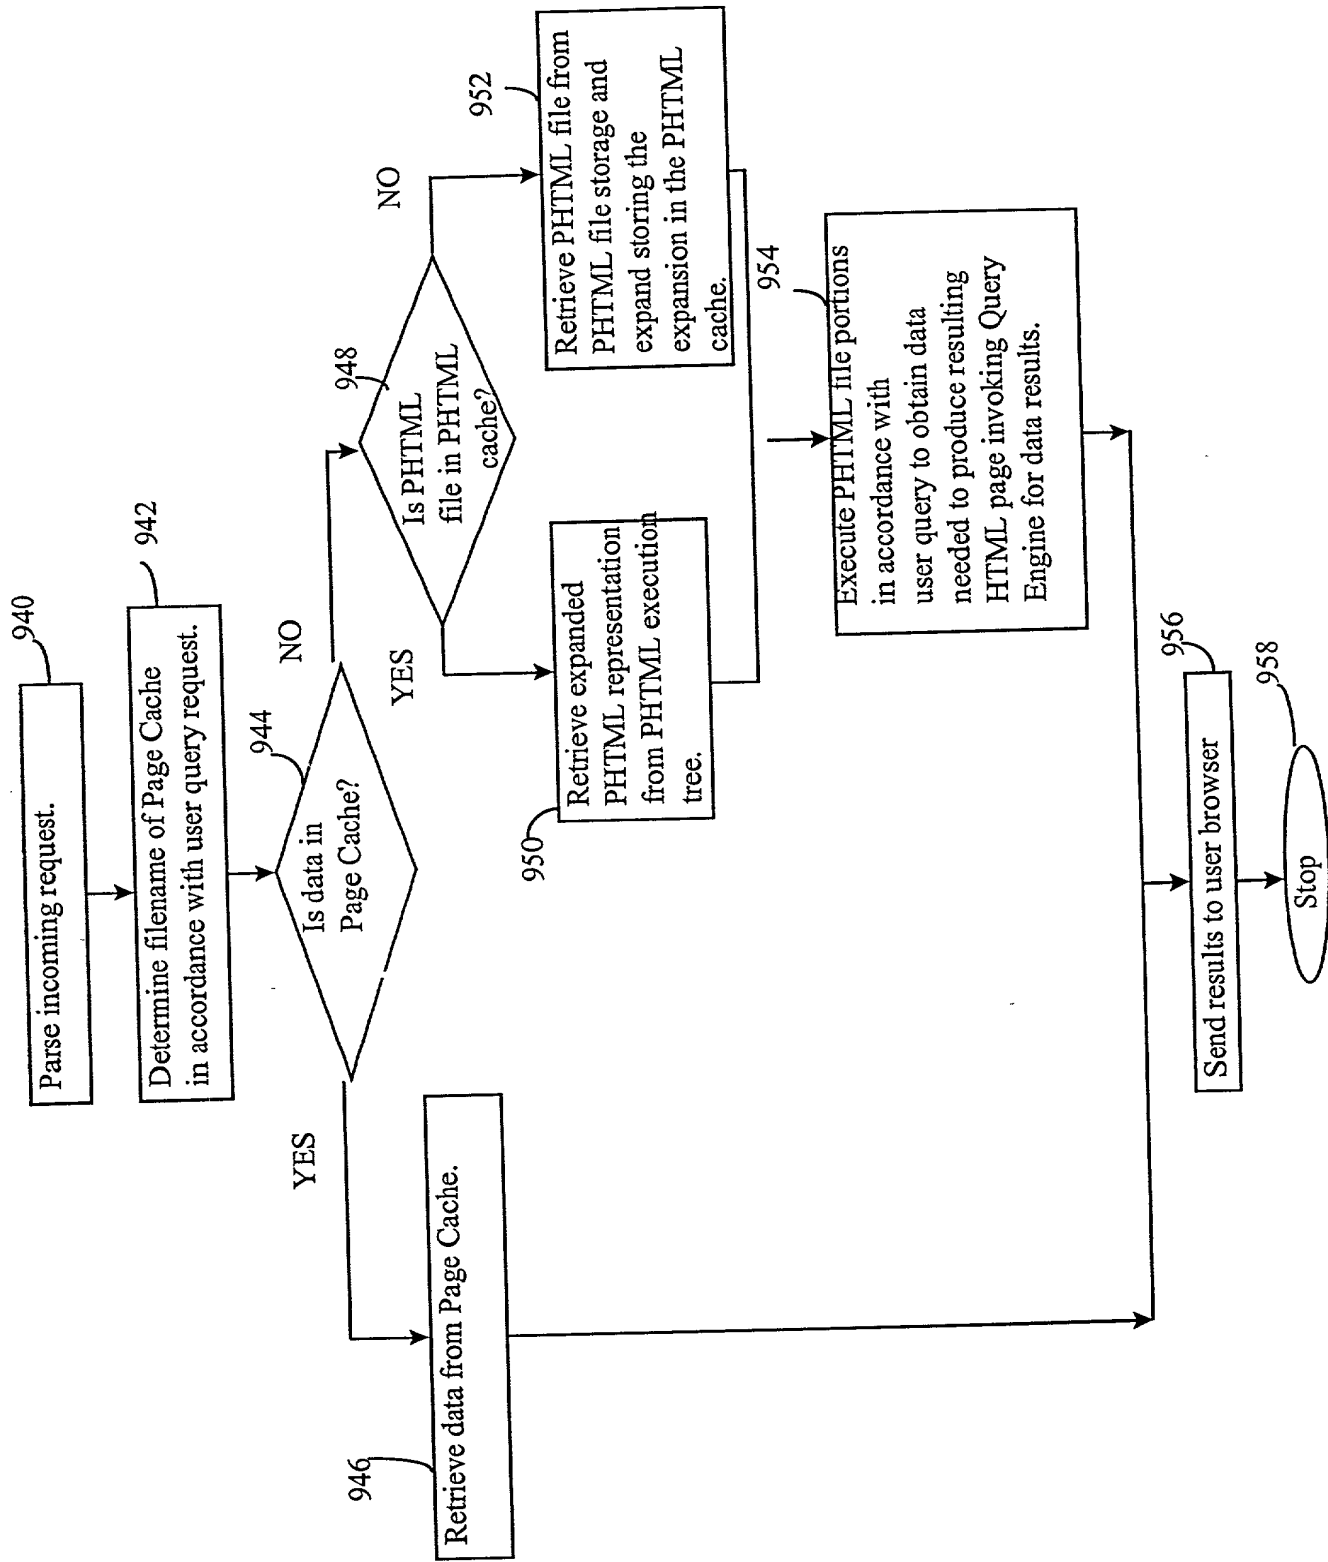 940
Parse incoming request.
942
Determine filename of Page Cache
in accordance with user query request.
944
Is data in
Page Cache?
YES
NO
946
Retrieve data from Page Cache.
948
Is PHTML
file in PHTML
cache?
YES
NO
950
Retrieve expanded
PHTML representation
from PHTML execution
tree.
952
Retrieve PHTML file from
PHTML file storage and
expand storing the
expansion in the PHTML
cache.
954
Execute PHTML file portions
in accordance with
user query to obtain data
needed to produce resulting
HTML page invoking Query
Engine for data results.
956
Send results to user browser
958
Stop